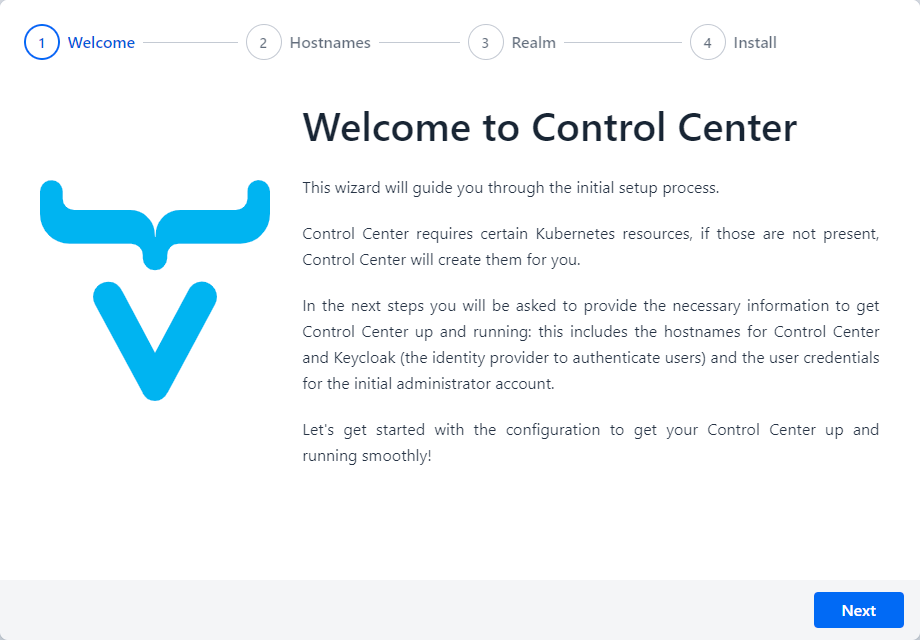 1 Welcome 2 Hostnames 3 Realm 4 Install
Welcome to Control Center
This wizard will guide you through the initial setup process.
Control Center requires certain Kubernetes resources, if those are not present,
Control Center will create them for you.
In the next steps you will be asked to provide the necessary information to get
Control Center up and running: this includes the hostnames for Control Center
and Keycloak (the identity provider to authenticate users) and the user credentials
for the initial administrator account.
Let's get started with the configuration to get your Control Center up and
running smoothly!
Next